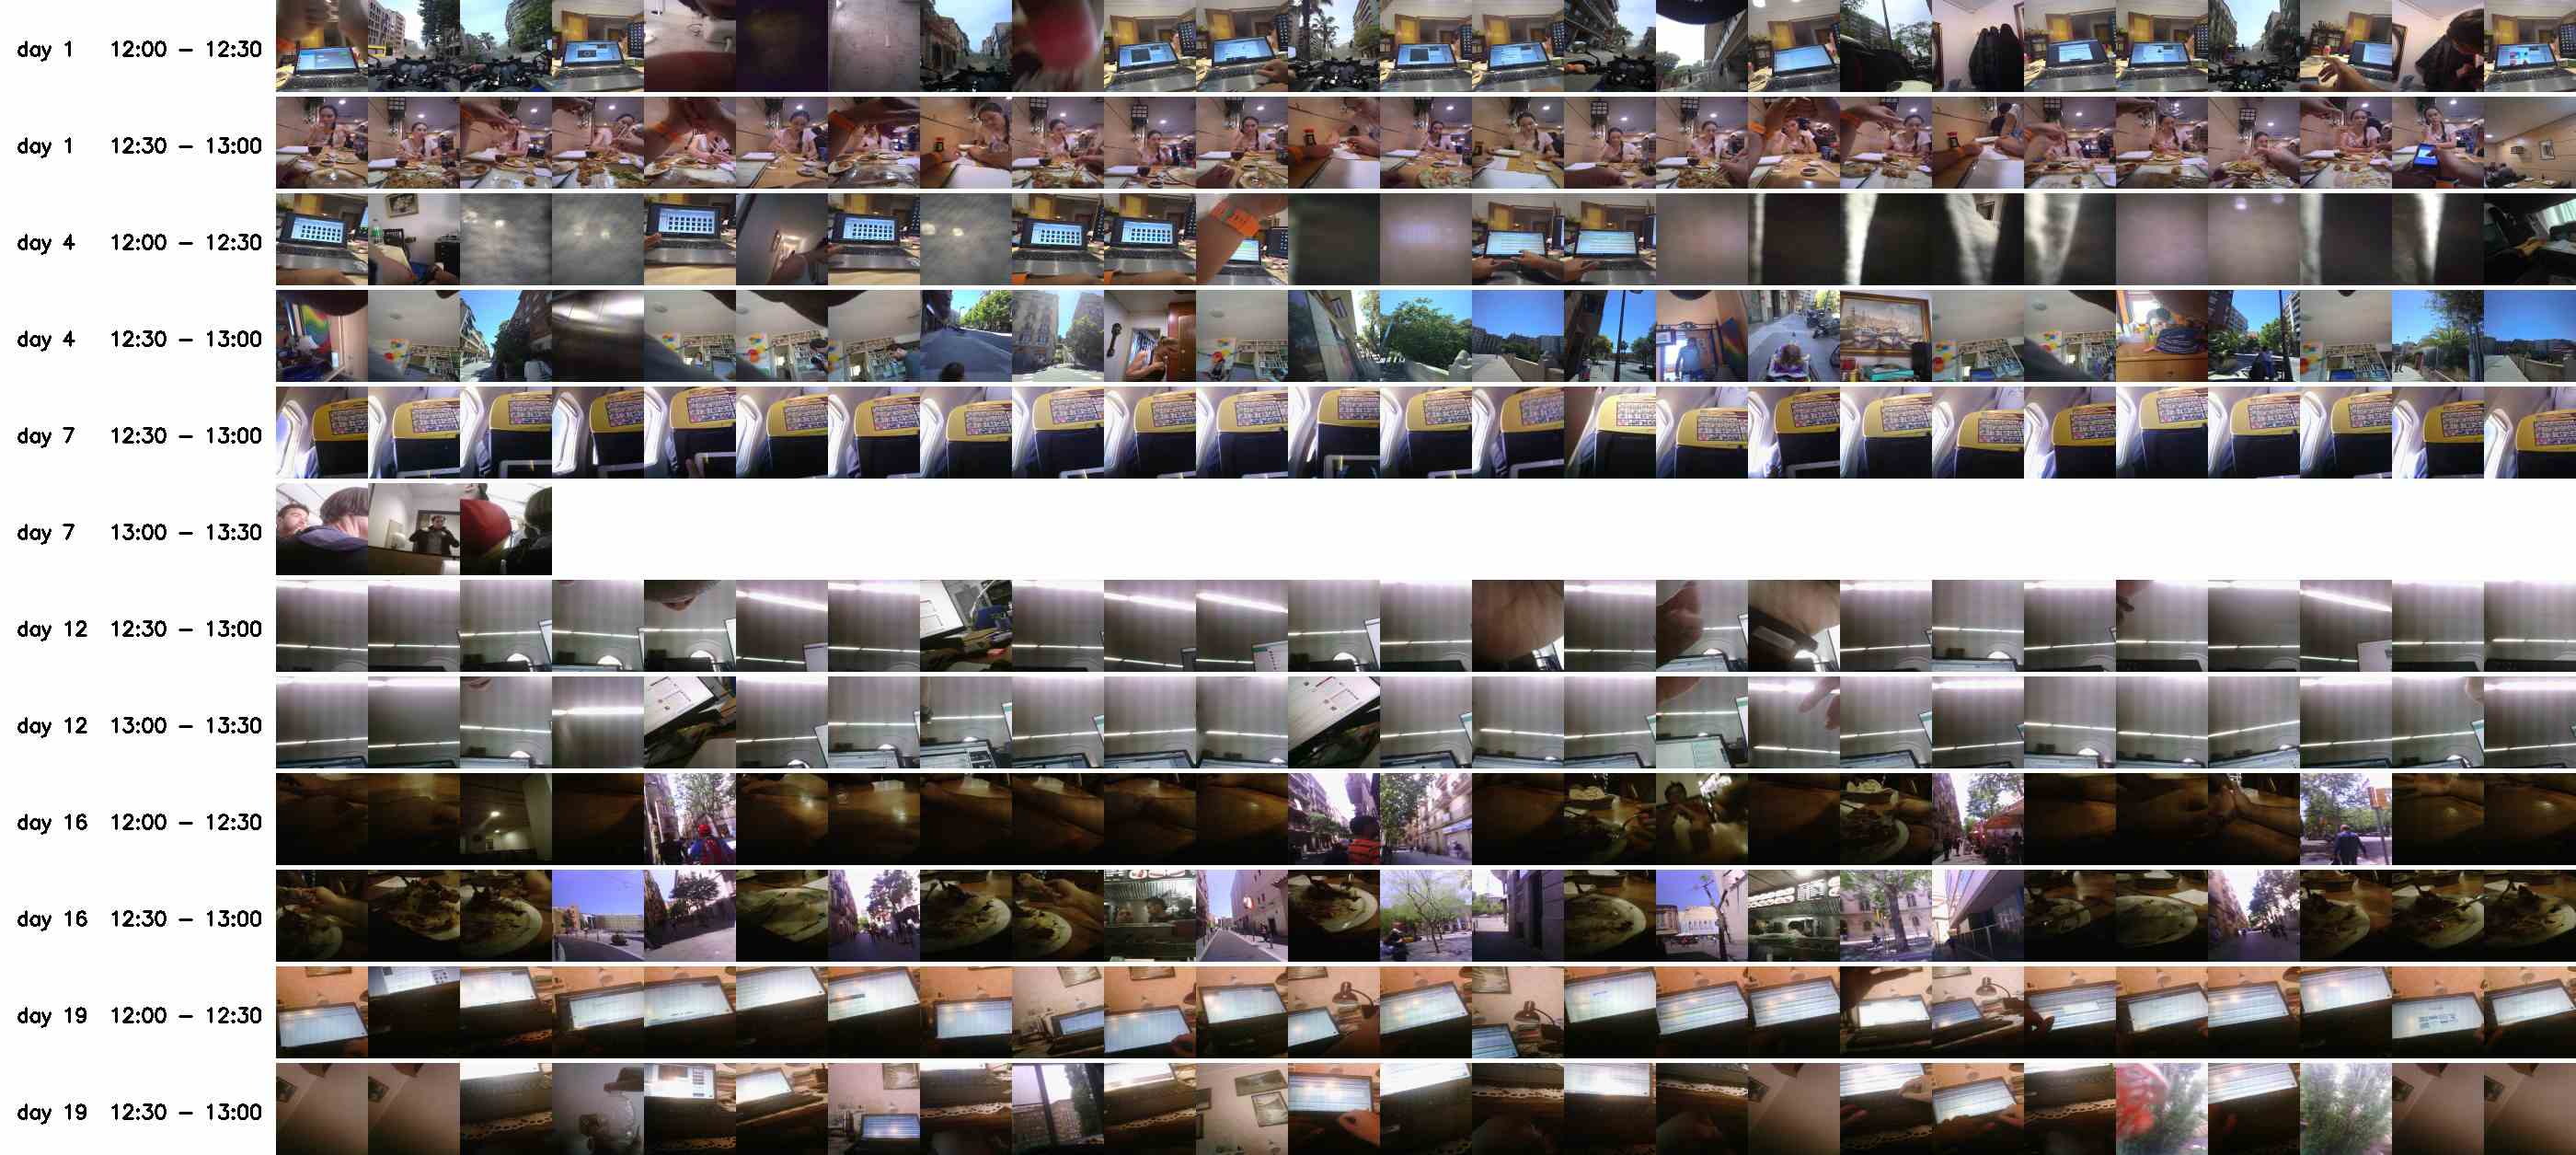 day 1 12:00 - 12:30
day 1 12:30 - 13:00
day 4 12:00 - 12:30
day 4 12:30 - 13:00
day 7 12:30 - 13:00
day 7 13:00 - 13:30
day 12 12:30 - 13:00
day 12 13:00 - 13:30
day 16 12:00 - 12:30
day 16 12:30 - 13:00
day 19 12:00 - 12:30
day 19 12:30 - 13:00